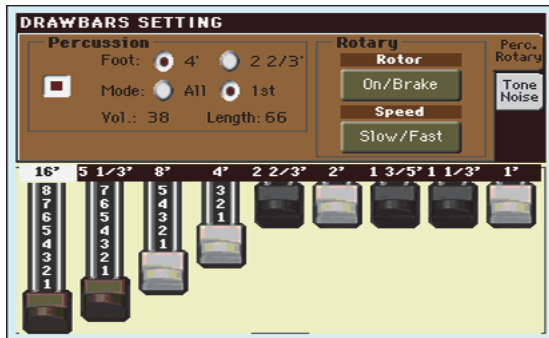 DRAWBARS SETTING
Percussion
Foot: 4' 2 2/3'
Mode: All 1st
Vol.: 38 Length: 66
Rotary
Rotor
On/Brake
Speed
Slow/Fast
Perc.
Rotary
Tone
Noise
16' 5 1/3' 8' 4' 2 2/3' 2' 1 3/5' 1 1/3' 1'
8 7 5 3
7 6 4 2
6 5 3 1
5 4 2
4 3 1
3 2
2 1
1